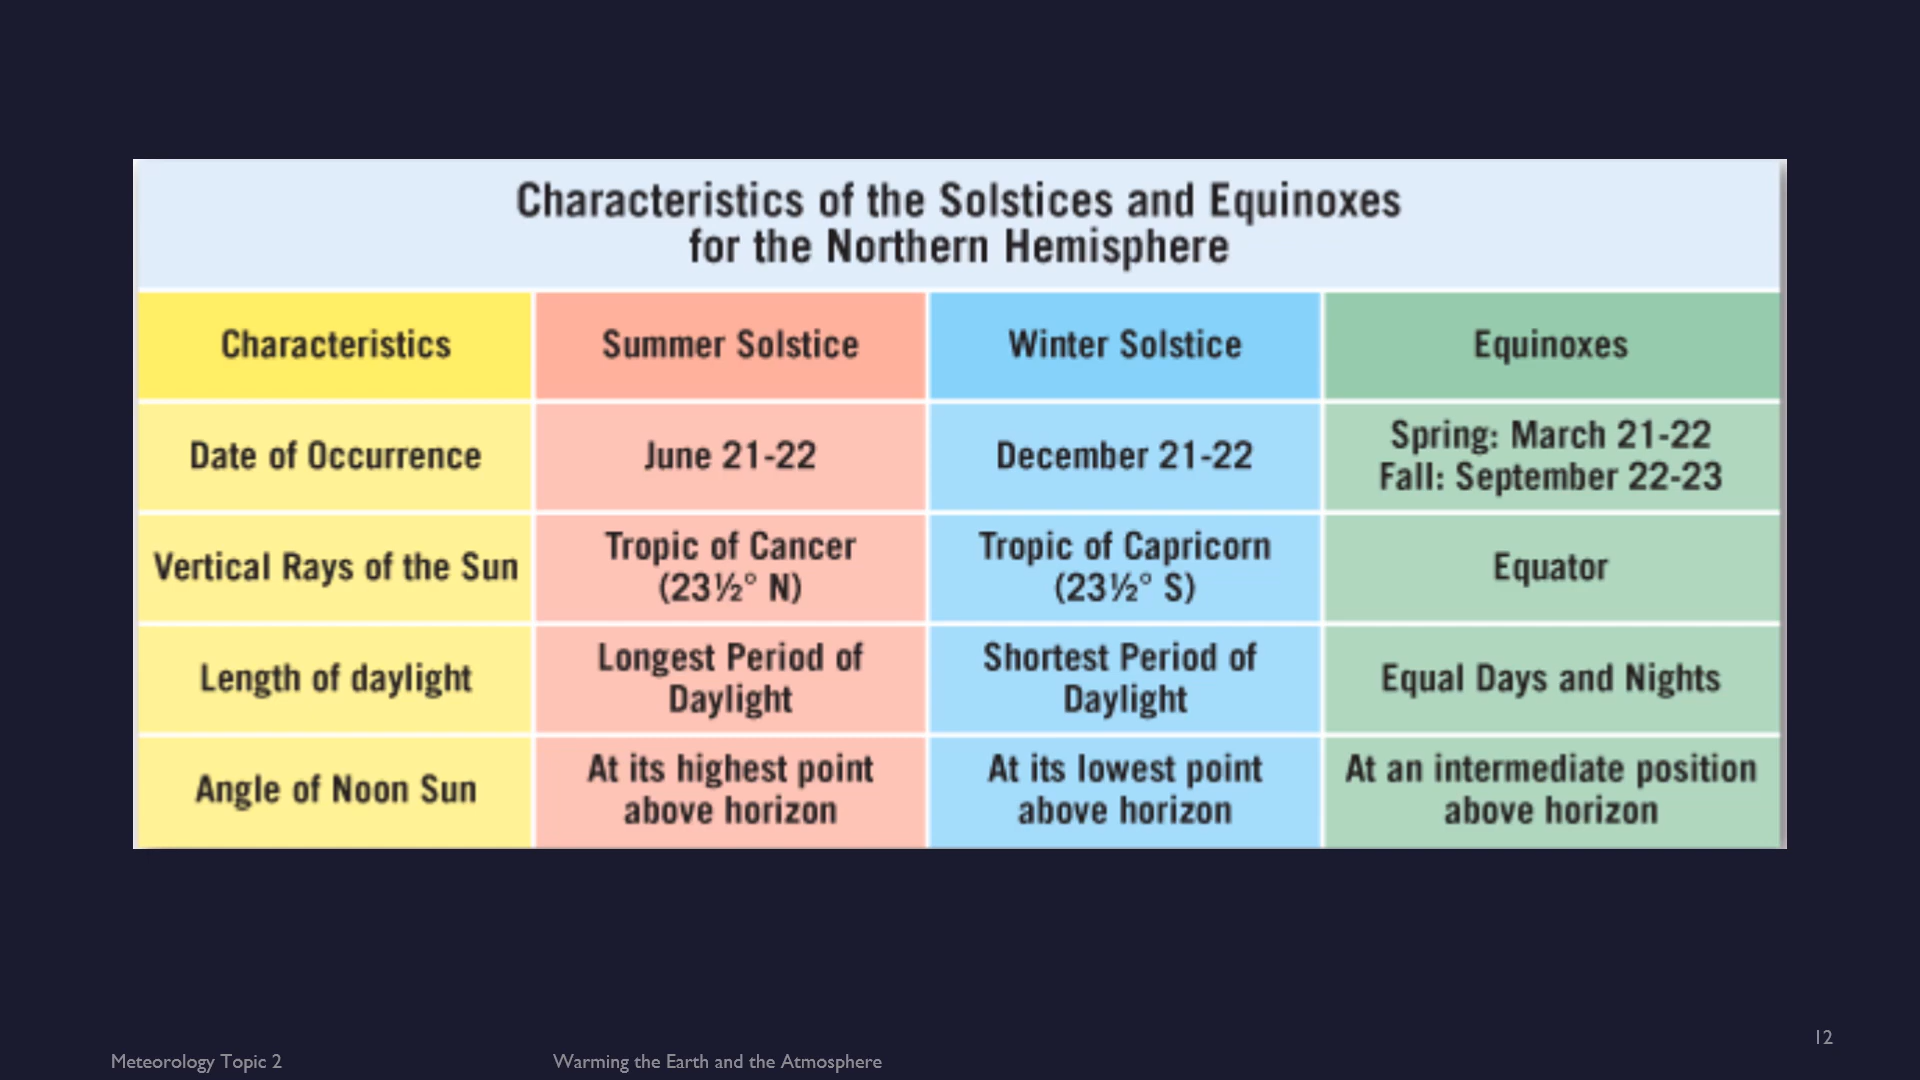 Characteristics of the Solstices and Equinoxes
for the Northern Hemisphere
Characteristics
Summer Solstice
Winter Solstice
Equinoxes
Date of Occurrence
June 21-22
December 21-22
Spring: March 21-22
Fall: September 22-23
Vertical Rays of the Sun
Tropic of Cancer
(23½° N)
Tropic of Capricorn
(23½° S)
Equator
Length of daylight
Longest Period of
Daylight
Shortest Period of
Daylight
Equal Days and Nights
Angle of Noon Sun
At its highest point
above horizon
At its lowest point
above horizon
At an intermediate position
above horizon
12
Meteorology Topic 2
Warming the Earth and the Atmosphere